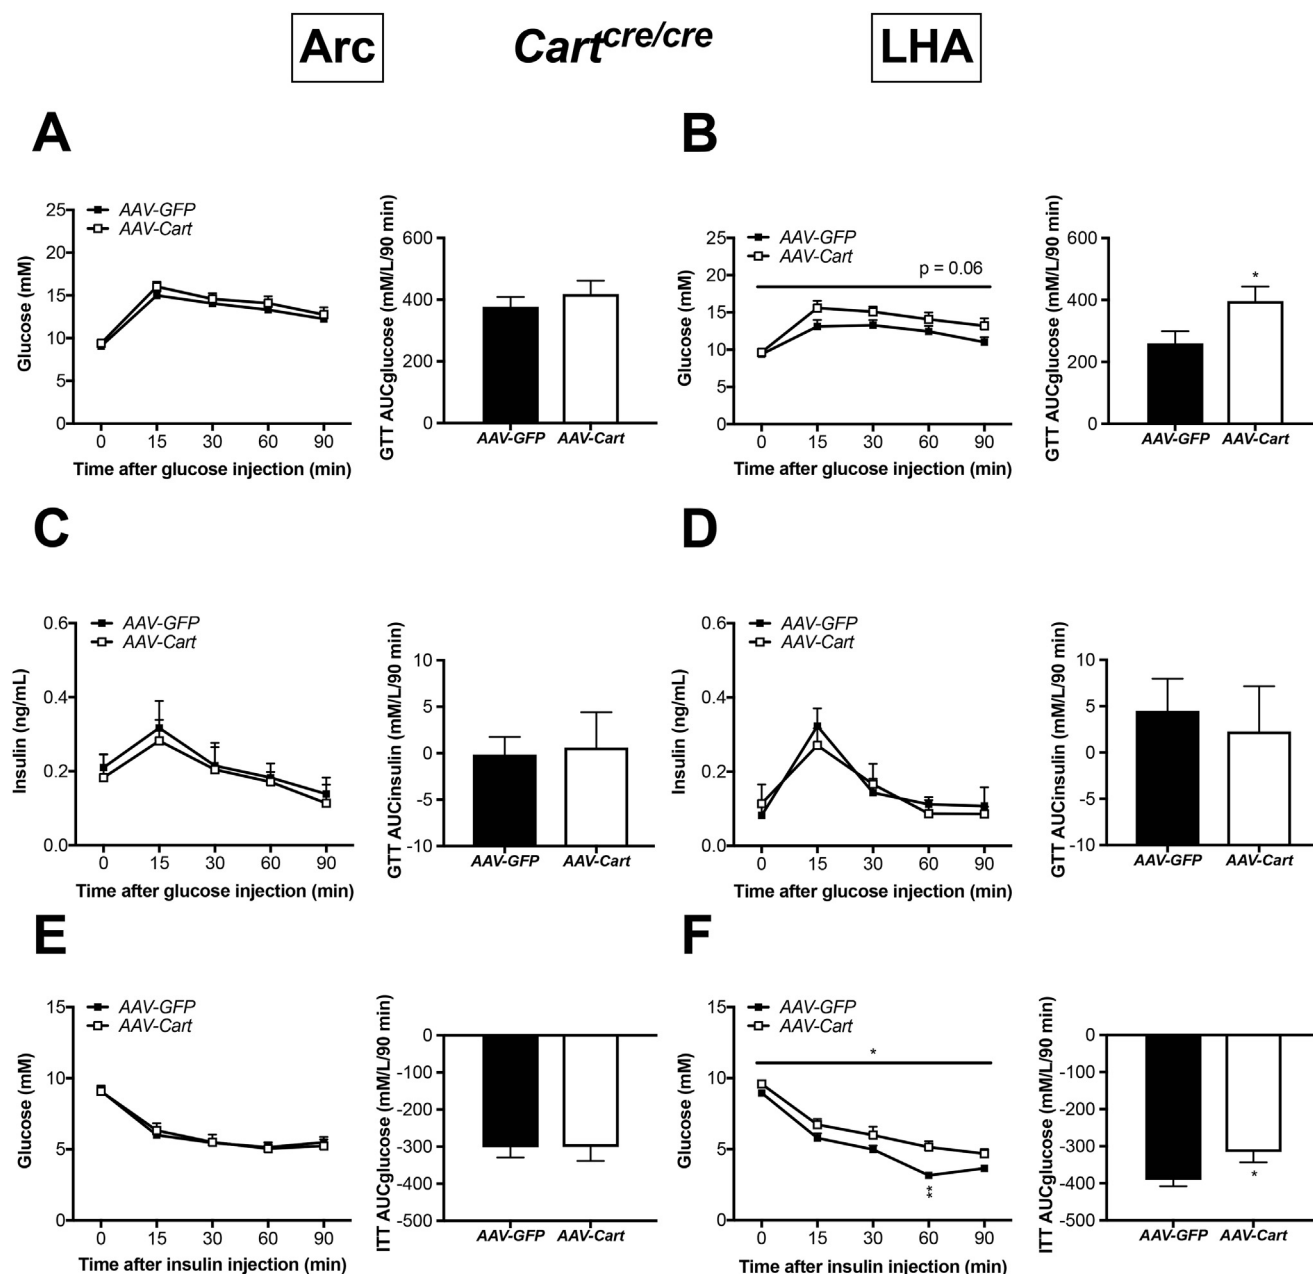 Arc
Cart^cre/cre
LHA
A
B
25
20
15
10
5
0
Glucose (mM)
AAV-GFP
AAV-Cart
0 15 30 60 90
Time after glucose injection (min)
600
400
200
0
GTT AUCglucose (mM/L/90 min)
AAV-GFP AAV-Cart
25
20
15
10
5
0
Glucose (mM)
AAV-GFP
AAV-Cart
p = 0.06
0 15 30 60 90
Time after glucose injection (min)
600
400
200
0
GTT AUCglucose (mM/L/90 min)
*
AAV-GFP AAV-Cart
C
D
0.6
0.4
0.2
0.0
Insulin (ng/mL)
AAV-GFP
AAV-Cart
0 15 30 60 90
Time after glucose injection (min)
10
5
0
-5
-10
GTT AUCinsulin (mM/L/90 min)
AAV-GFP AAV-Cart
0.6
0.4
0.2
0.0
Insulin (ng/mL)
AAV-GFP
AAV-Cart
0 15 30 60 90
Time after glucose injection (min)
10
5
0
-5
-10
GTT AUCinsulin (mM/L/90 min)
AAV-GFP AAV-Cart
E
F
15
10
5
0
Glucose (mM)
AAV-GFP
AAV-Cart
0 15 30 60 90
Time after insulin injection (min)
0
-100
-200
-300
-400
-500
ITT AUCglucose (mM/L/90 min)
AAV-GFP AAV-Cart
15
10
5
0
Glucose (mM)
AAV-GFP
AAV-Cart
*
**
0 15 30 60 90
Time after insulin injection (min)
0
-100
-200
-300
-400
-500
ITT AUCglucose (mM/L/90 min)
*
AAV-GFP AAV-Cart